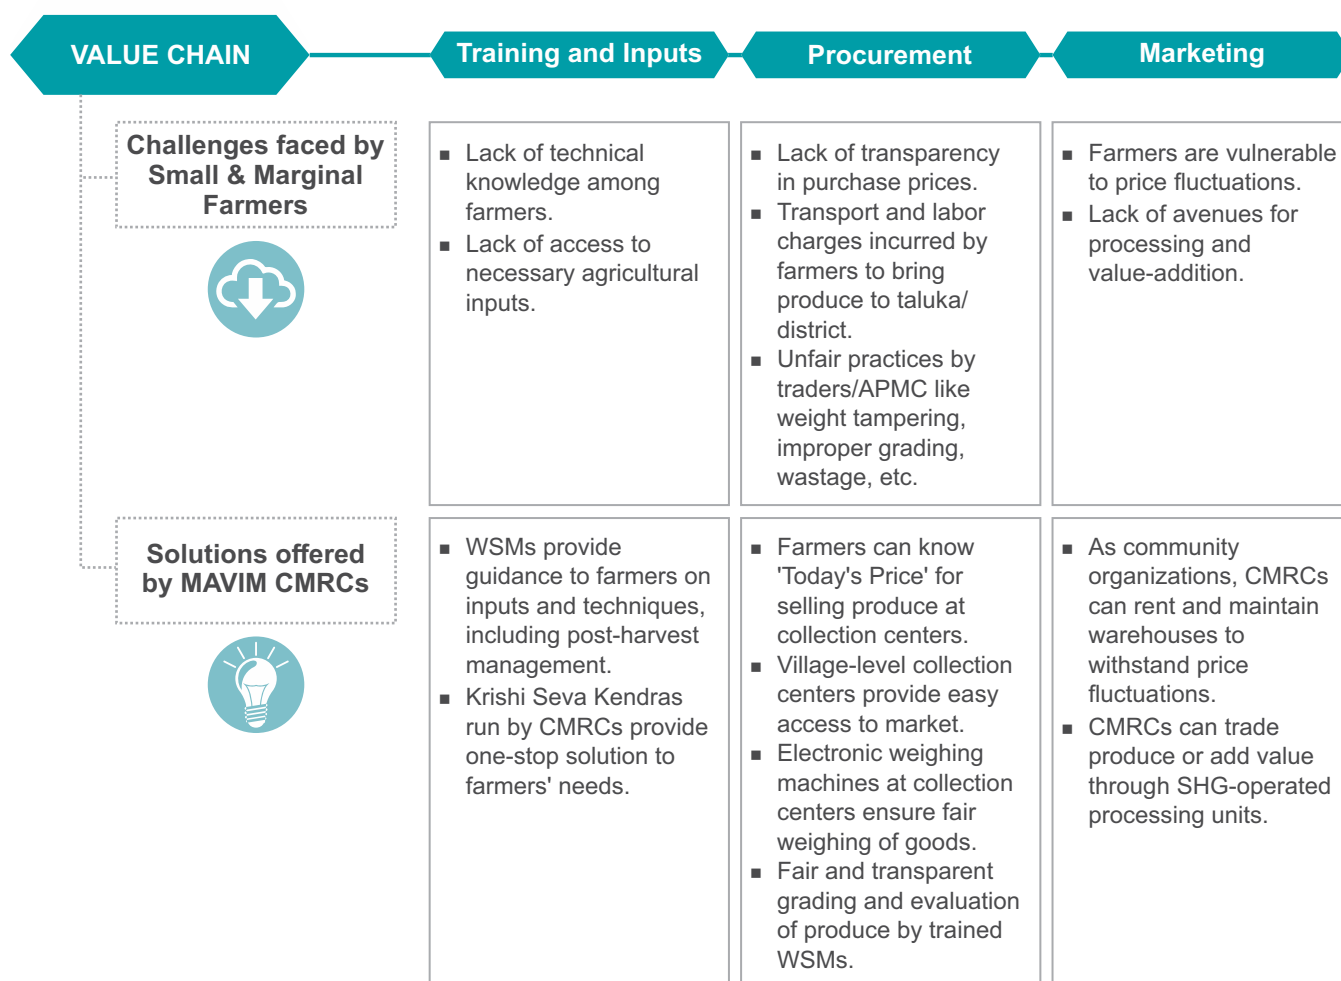 VALUE CHAIN
Training and Inputs
Procurement
Marketing
Challenges faced by
Small & Marginal
Farmers
■ Lack of technical
knowledge among
farmers.
■ Lack of access to
necessary agricultural
inputs.
■ Lack of transparency
in purchase prices.
■ Transport and labor
charges incurred by
farmers to bring
produce to taluka/
district.
■ Unfair practices by
traders/APMC like
weight tampering,
improper grading,
wastage, etc.
■ Farmers are vulnerable
to price fluctuations.
■ Lack of avenues for
processing and
value-addition.
Solutions offered
by MAVIM CMRCs
■ WSMs provide
guidance to farmers on
inputs and techniques,
including post-harvest
management.
■ Krishi Seva Kendras
run by CMRCs provide
one-stop solution to
farmers' needs.
■ Farmers can know
'Today's Price' for
selling produce at
collection centers.
■ Village-level collection
centers provide easy
access to market.
■ Electronic weighing
machines at collection
centers ensure fair
weighing of goods.
■ Fair and transparent
grading and evaluation
of produce by trained
WSMs.
■ As community
organizations, CMRCs
can rent and maintain
warehouses to
withstand price
fluctuations.
■ CMRCs can trade
produce or add value
through SHG-operated
processing units.